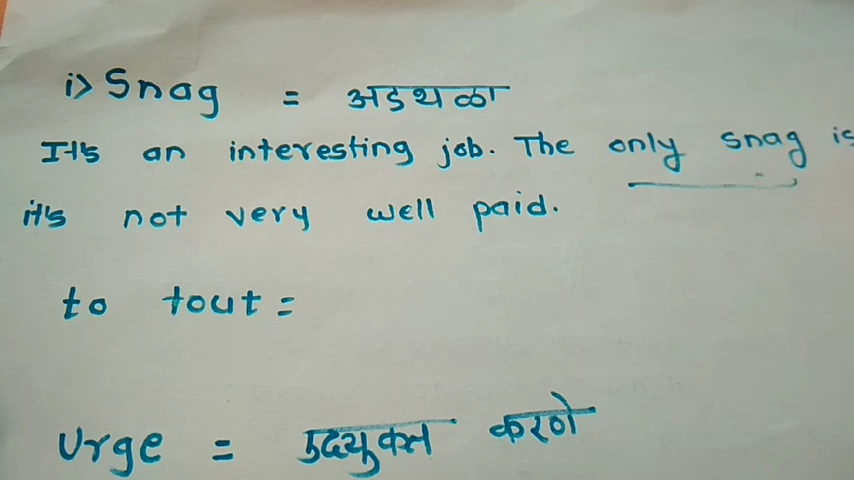 i> Snag = अडथळा
It's an interesting job. The only snag is
it's not very well paid.
to tout =
Urge = उद्युक्त करणे